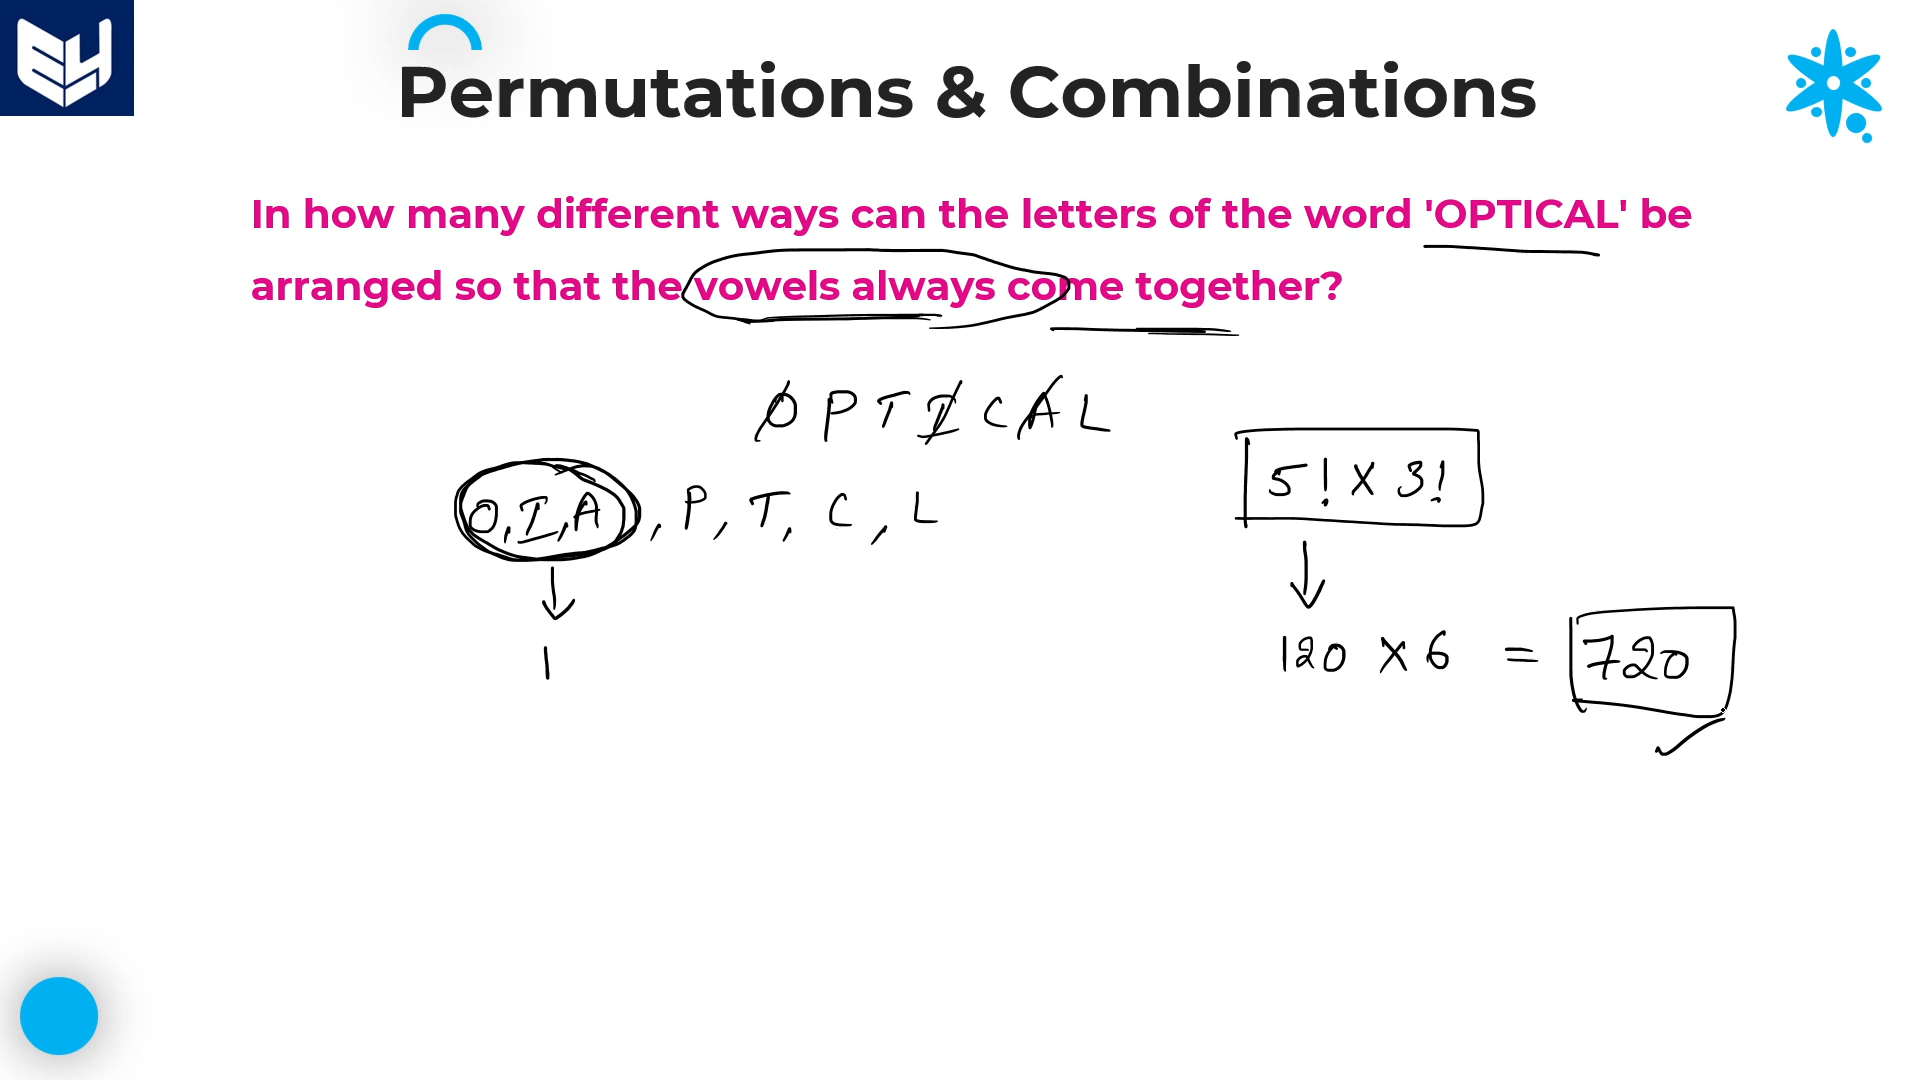 Permutations & Combinations
In how many different ways can the letters of the word 'OPTICAL' be
arranged so that the vowels always come together?
O P T I C A L
5! X 3!
O, I, A , P, T, C, L
120 X 6 = 720
1